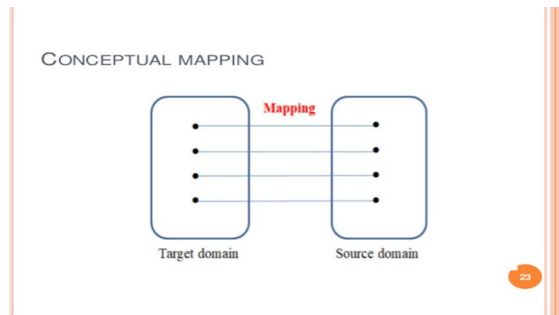 CONCEPTUAL MAPPING
Mapping
Target domain
Source domain
23